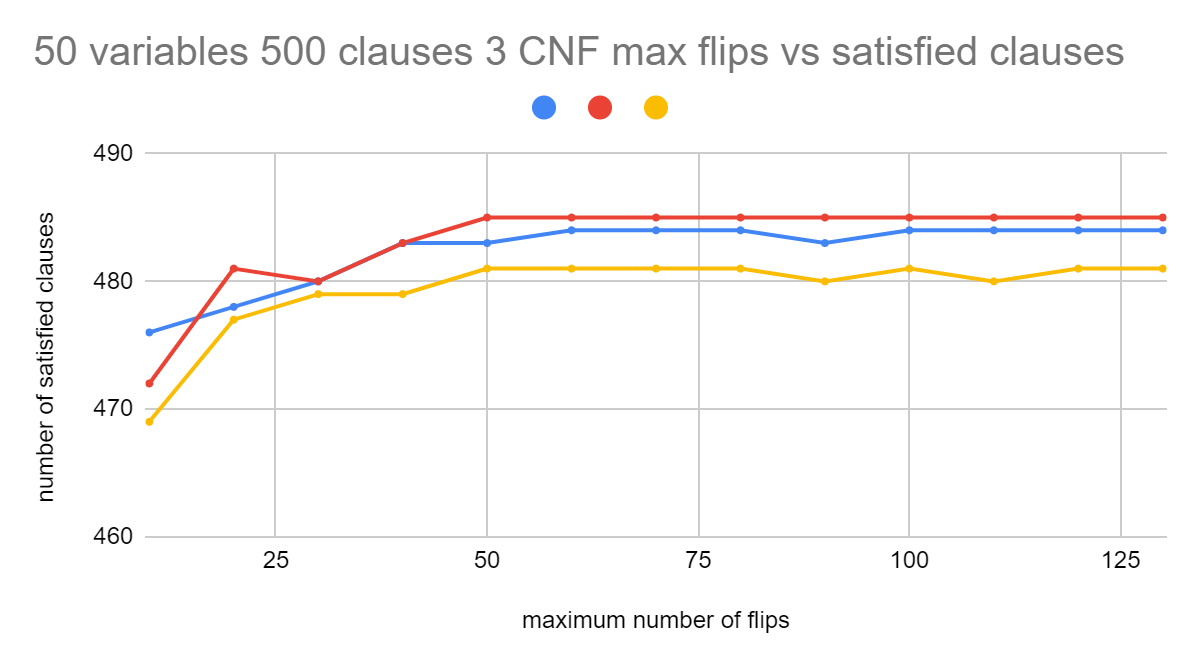 50 variables 500 clauses 3 CNF max flips vs satisfied clauses
490
480
470
460
number of satisfied clauses
25 50 75 100 125
maximum number of flips